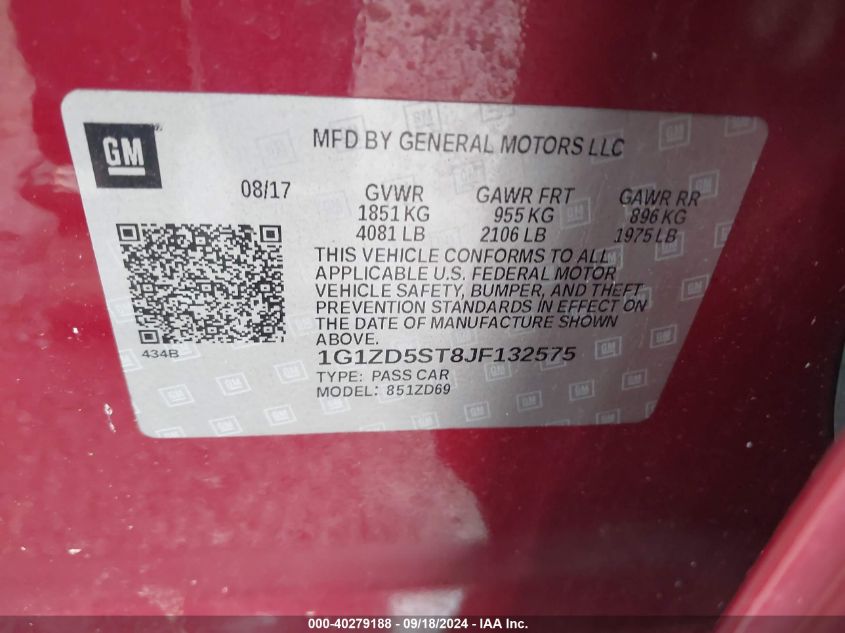 GM
MFD BY GENERAL MOTORS LLC
08/17
GVWR GAWR FRT GAWR RR
1851 KG 955 KG 896 KG
4081 LB 2106 LB 1975 LB
THIS VEHICLE CONFORMS TO ALL
APPLICABLE U.S. FEDERAL MOTOR
VEHICLE SAFETY, BUMPER, AND THEFT
PREVENTION STANDARDS IN EFFECT ON
THE DATE OF MANUFACTURE SHOWN
ABOVE.
434B
1G1ZD5ST8JF132575
TYPE: PASS CAR
MODEL: 851ZD69
000-40279188 - 09/18/2024 - IAA Inc.